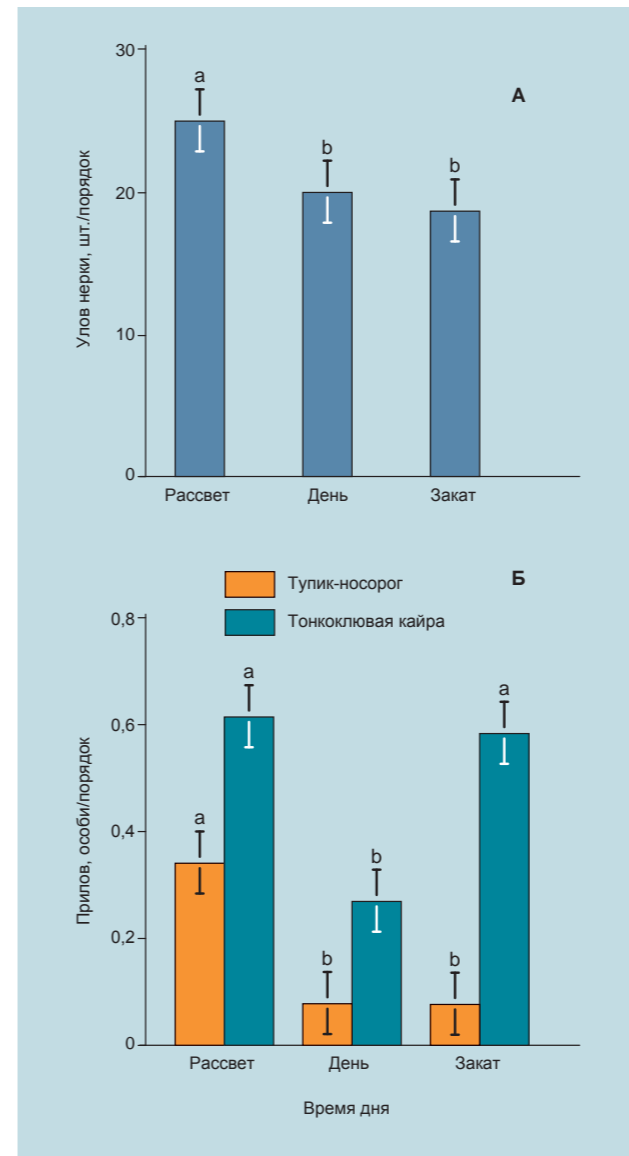 А
Улов нерки, шт./порядок
30
20
10
0
a
b
b
Рассвет
День
Закат
Б
Тупик-носорог
Тонкоклювая кайра
Прилов, особи/порядок
0,8
0,6
0,4
0,2
0
a
a
b
b
b
a
Рассвет
День
Закат
Время дня